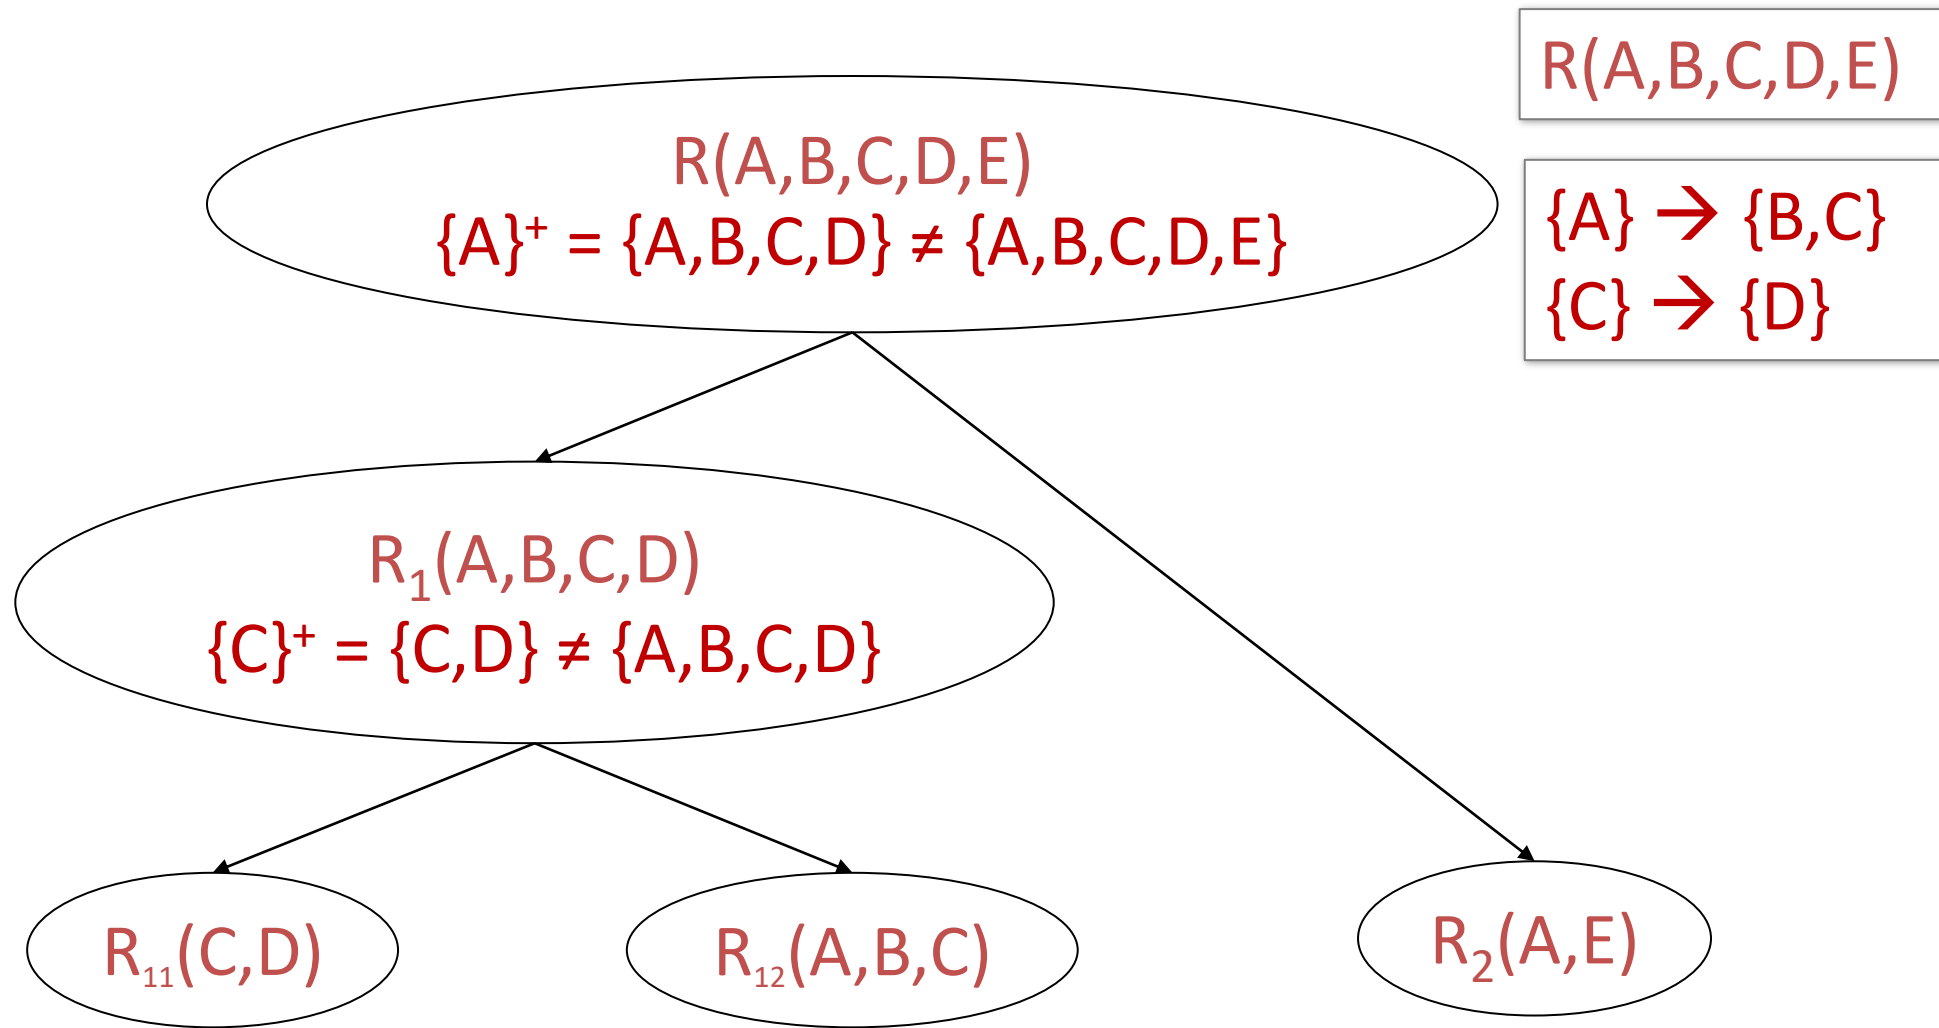 R(A,B,C,D,E)
R(A,B,C,D,E)
{A}⁺ = {A,B,C,D} ≠ {A,B,C,D,E}
{A} → {B,C}
{C} → {D}
R₁(A,B,C,D)
{C}⁺ = {C,D} ≠ {A,B,C,D}
R₁₁(C,D)
R₁₂(A,B,C)
R₂(A,E)